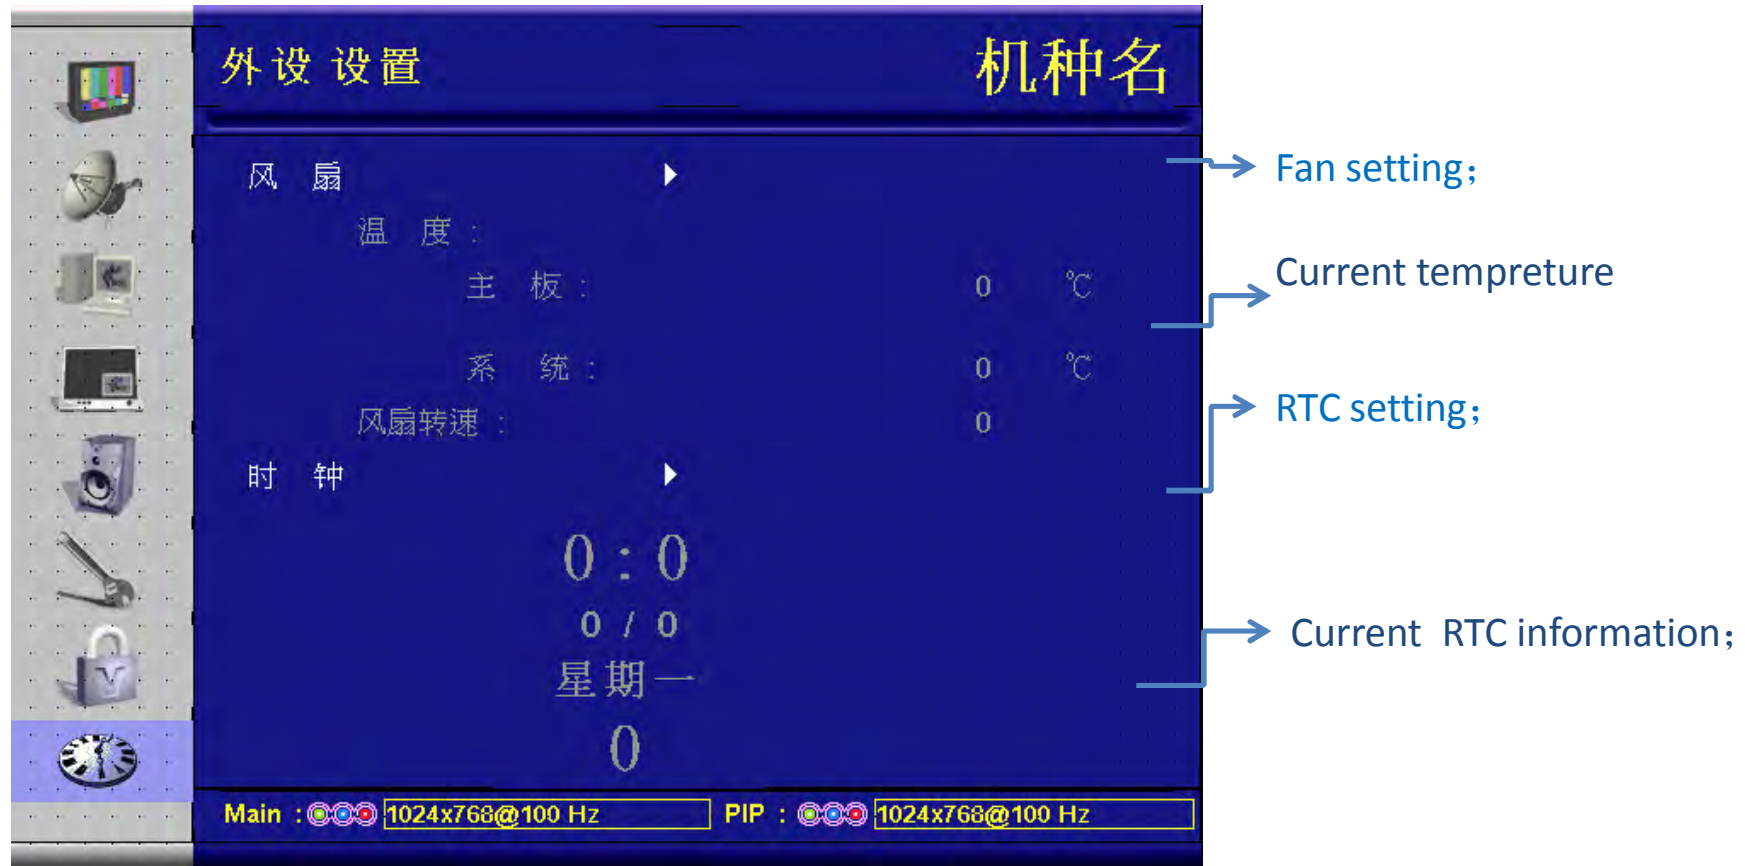 外设 设置 机种名
风 扇
温 度 :
主 板 : 0 ℃
系 统 : 0 ℃
风扇转速 : 0
时 钟
0 : 0
0 / 0
星期一
0
Main : 1024x768@100 Hz PIP : 1024x768@100 Hz
Fan setting；
Current tempreture
RTC setting；
Current RTC information；